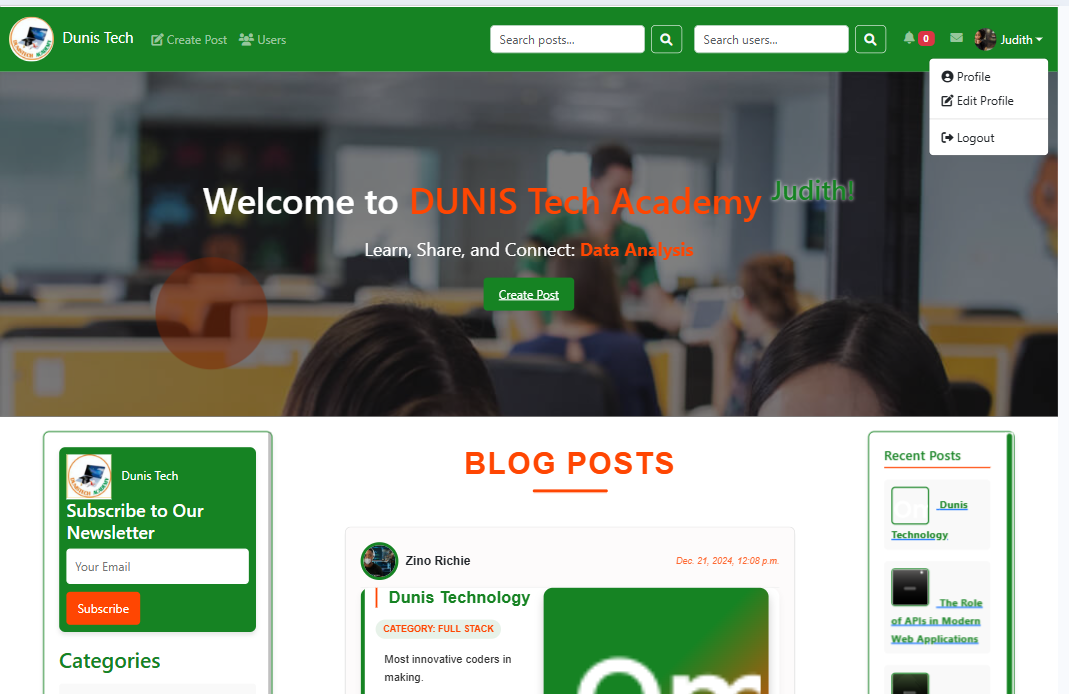 Dunis Tech
Create Post
Users
Search posts...
Search users...
0
Judith
Profile
Edit Profile
Logout
Welcome to DUNIS Tech Academy Judith!
Learn, Share, and Connect: Data Analysis
Create Post
Dunis Tech
Subscribe to Our
Newsletter
Your Email
Subscribe
Categories
BLOG POSTS
Zino Richie
Dec. 21, 2024, 12:08 p.m.
Dunis Technology
CATEGORY: FULL STACK
Most innovative coders in
making.
Om
Recent Posts
Om
Dunis
Technology
The Role
of APIs in Modern
Web Applications